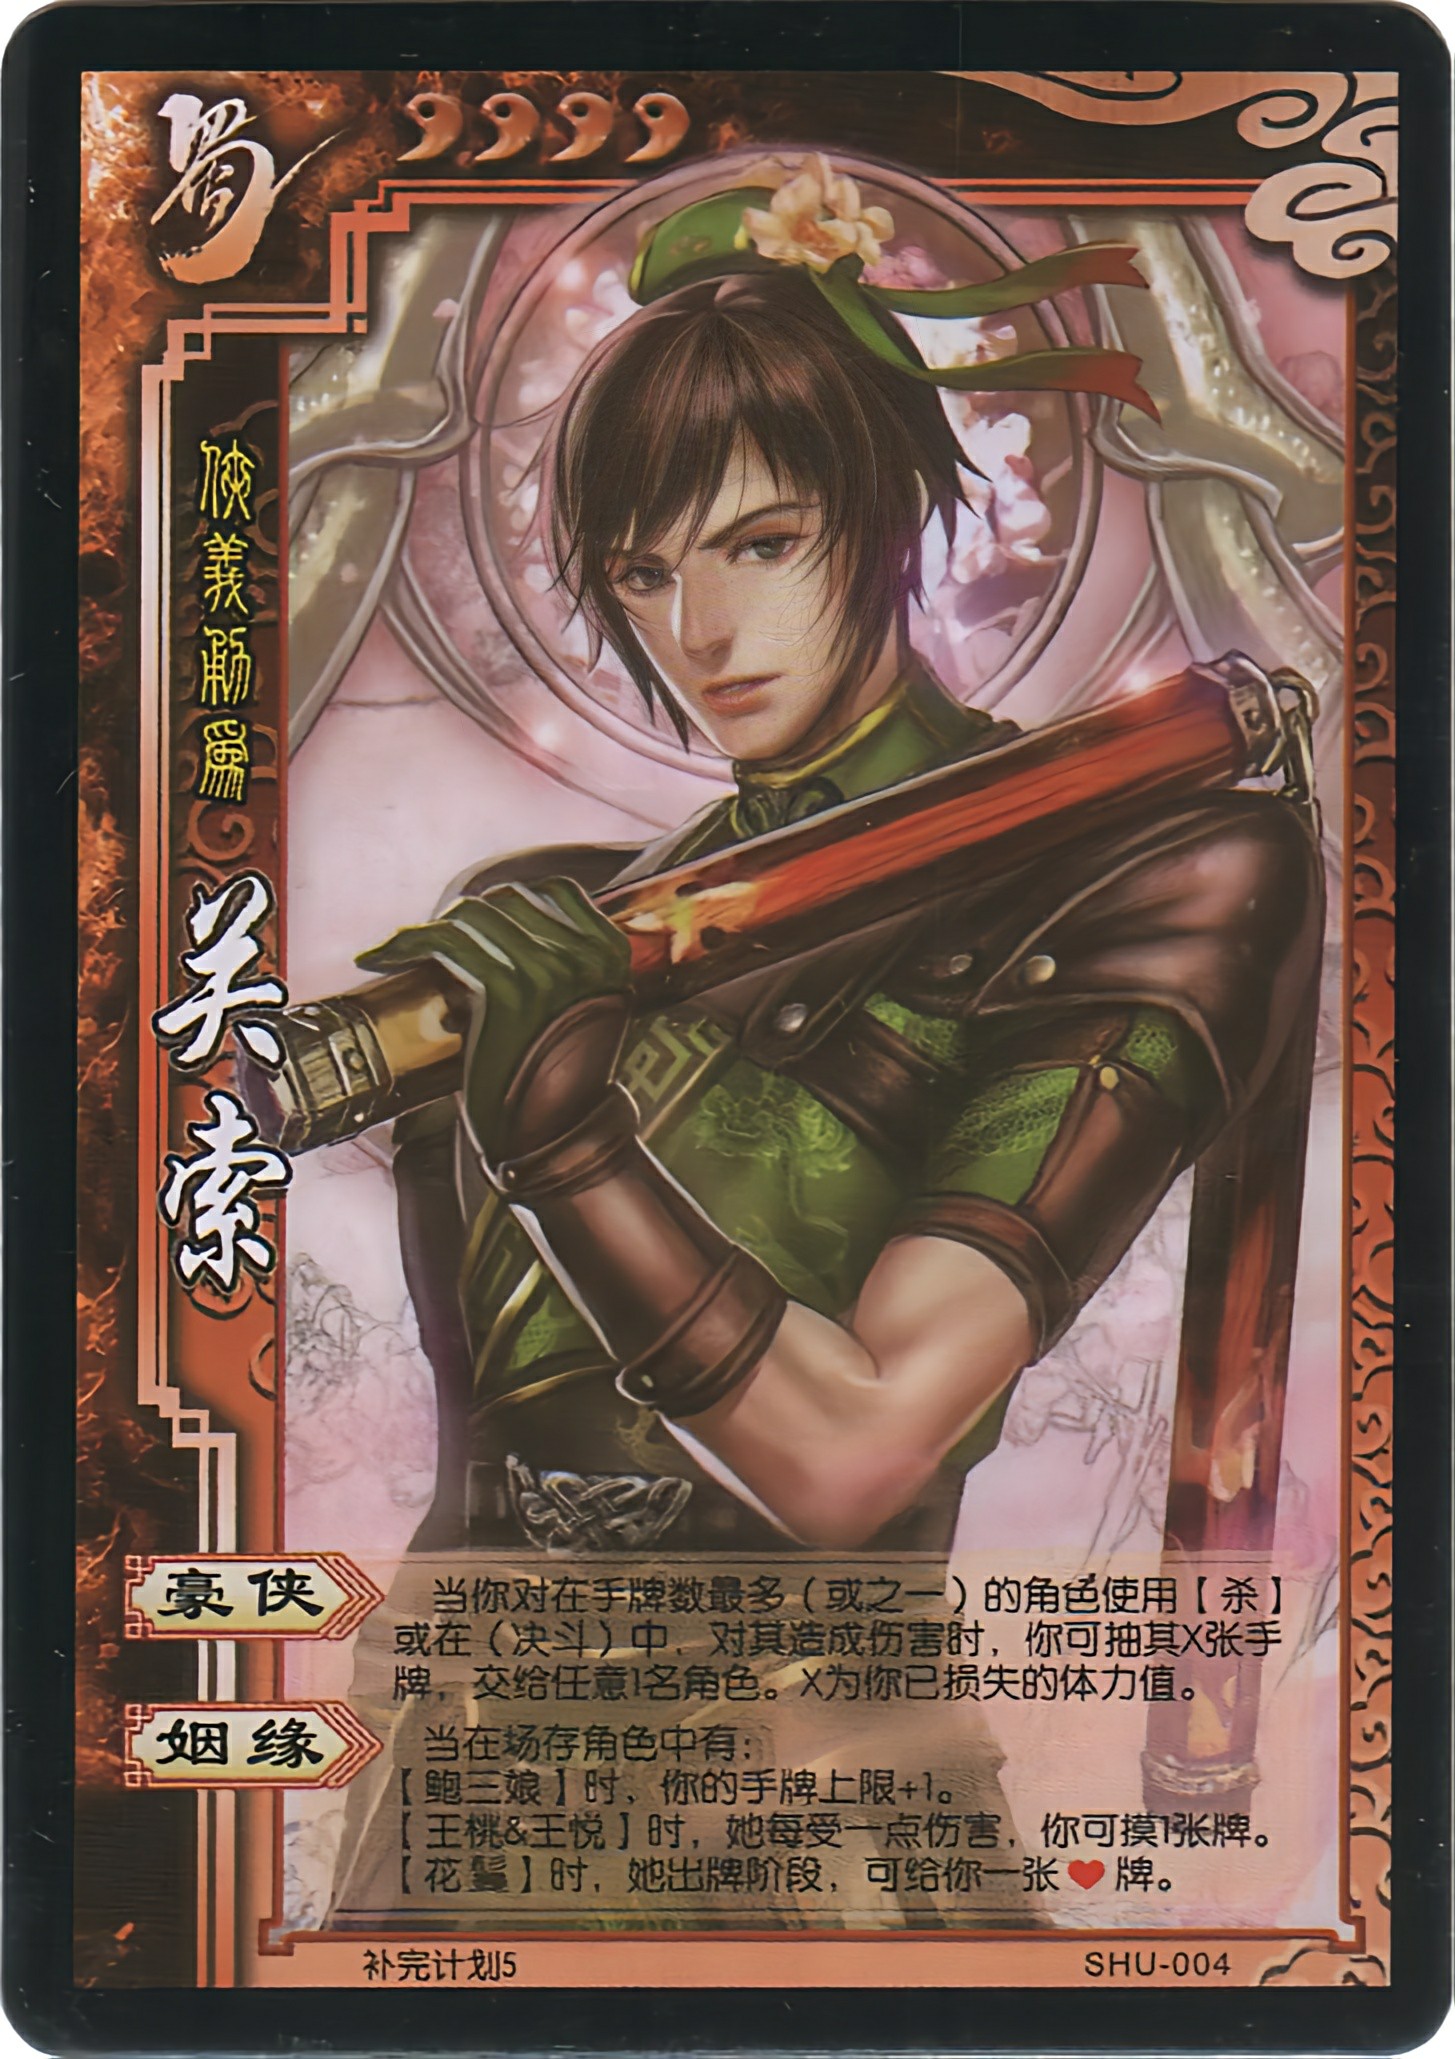 蜀
侠義勇爲
关索
豪侠
当你对在手牌数最多（或之一）的角色使用【杀】
或在（决斗）中，对其造成伤害时，你可抽其X张手
牌，交给任意1名角色。X为你已损失的体力值。
姻缘
当在场存角色中有：
【鲍三娘】时，你的手牌上限+1。
【王桃&王悦】时，她每受一点伤害，你可摸1张牌。
【花鬘】时，她出牌阶段，可给你一张♥牌。
补完计划5
SHU-004